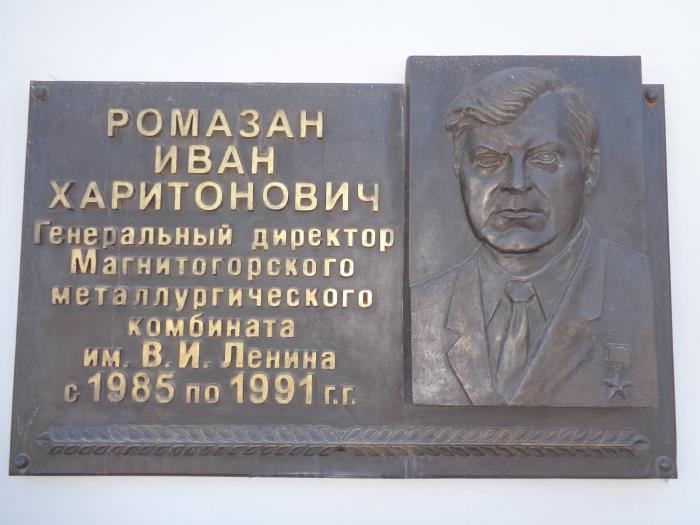 РОМАЗАН
ИВАН
ХАРИТОНОВИЧ
Генеральный директор
Магнитогорского
металлургического
комбината
им. В.И. Ленина
с 1985 по 1991 г.г.